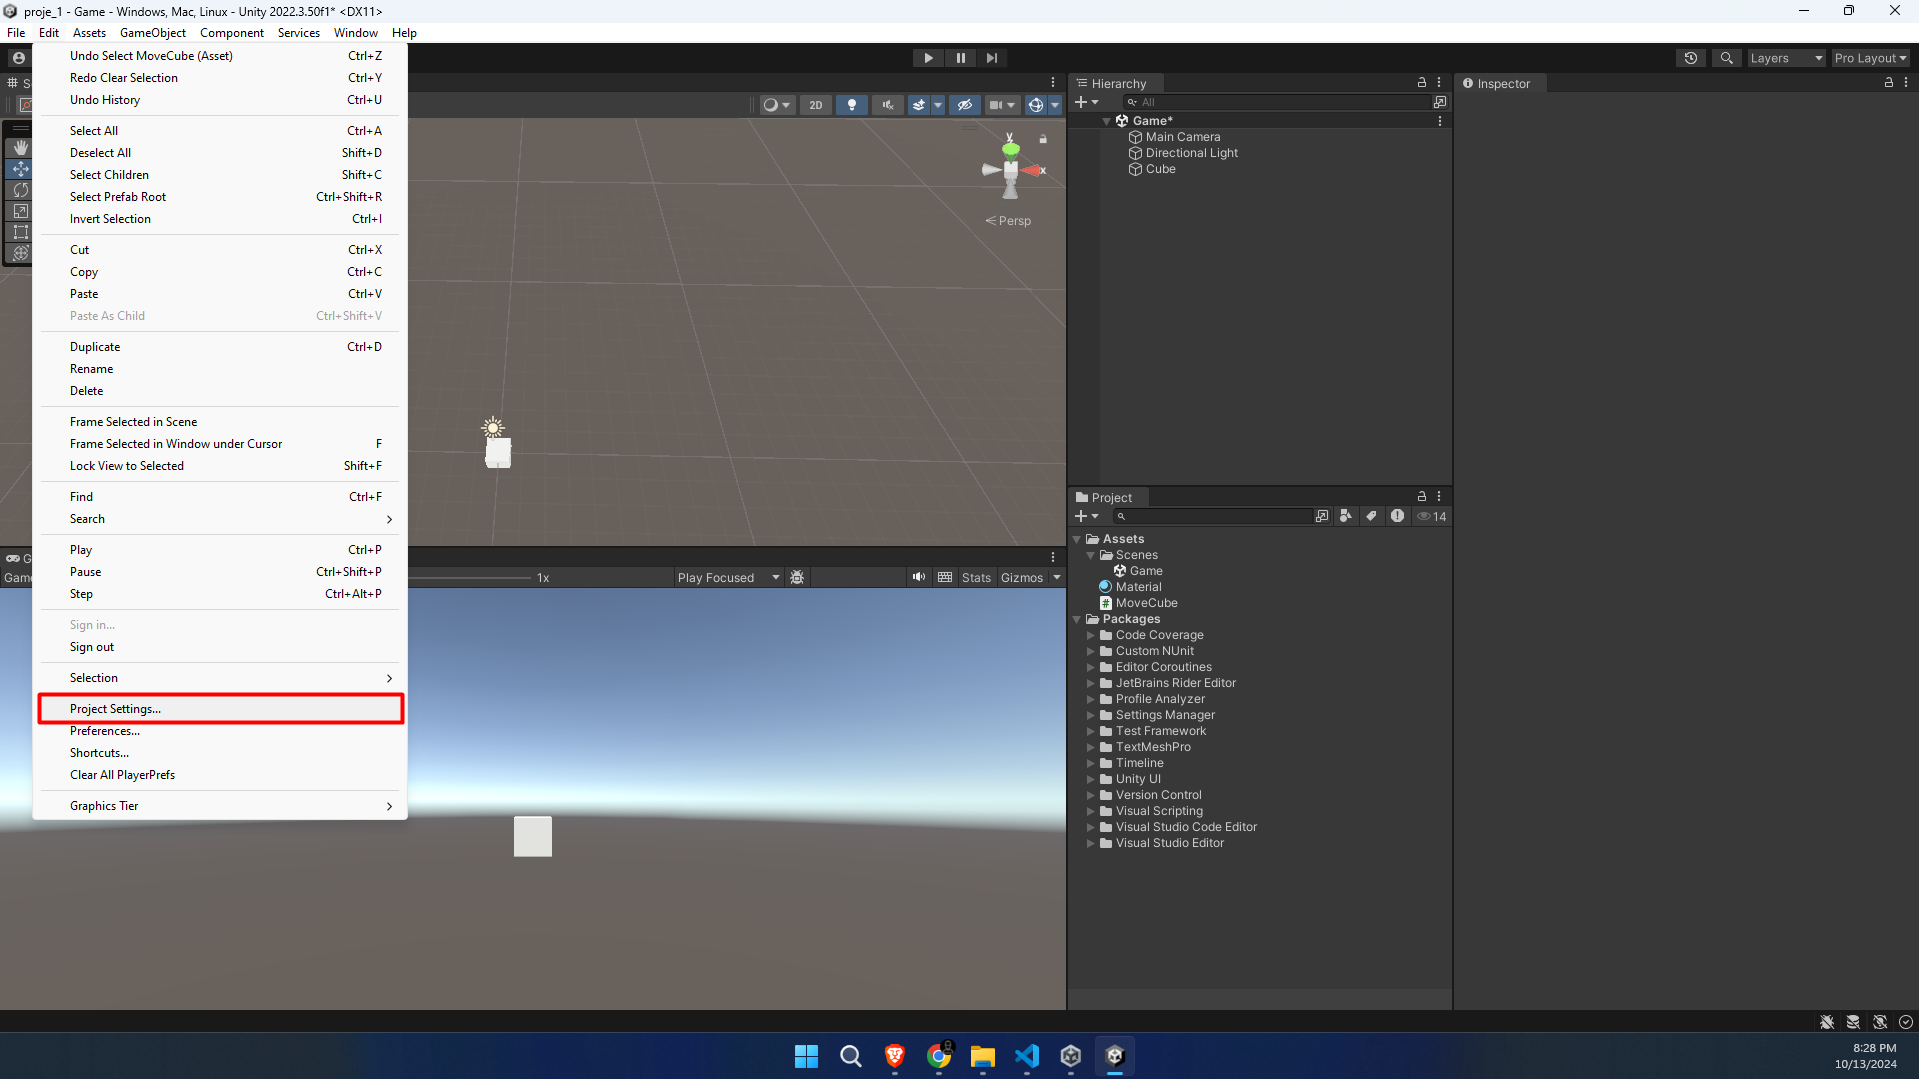 proje_1 - Game - Windows, Mac, Linux - Unity 2022.3.50f1* <DX11>
File Edit Assets GameObject Component Services Window Help
Layers
Pro Layout
Undo Select MoveCube (Asset) Ctrl+Z
Redo Clear Selection Ctrl+Y
Undo History Ctrl+U
Select All Ctrl+A
Deselect All Shift+D
Select Children Shift+C
Select Prefab Root Ctrl+Shift+R
Invert Selection Ctrl+I
Cut Ctrl+X
Copy Ctrl+C
Paste Ctrl+V
Paste As Child Ctrl+Shift+V
Duplicate Ctrl+D
Rename
Delete
Frame Selected in Scene
Frame Selected in Window under Cursor F
Lock View to Selected Shift+F
Find Ctrl+F
Search
Play Ctrl+P
Pause Ctrl+Shift+P
Step Ctrl+Alt+P
Sign in...
Sign out
Selection
Project Settings...
Preferences...
Shortcuts...
Clear All PlayerPrefs
Graphics Tier
2D
y
x
Persp
1x
Play Focused
Stats
Gizmos
Hierarchy
All
Game*
Main Camera
Directional Light
Cube
Project
14
Assets
Scenes
Game
Material
MoveCube
Packages
Code Coverage
Custom NUnit
Editor Coroutines
JetBrains Rider Editor
Profile Analyzer
Settings Manager
Test Framework
TextMeshPro
Timeline
Unity UI
Version Control
Visual Scripting
Visual Studio Code Editor
Visual Studio Editor
Inspector
8:28 PM
10/13/2024